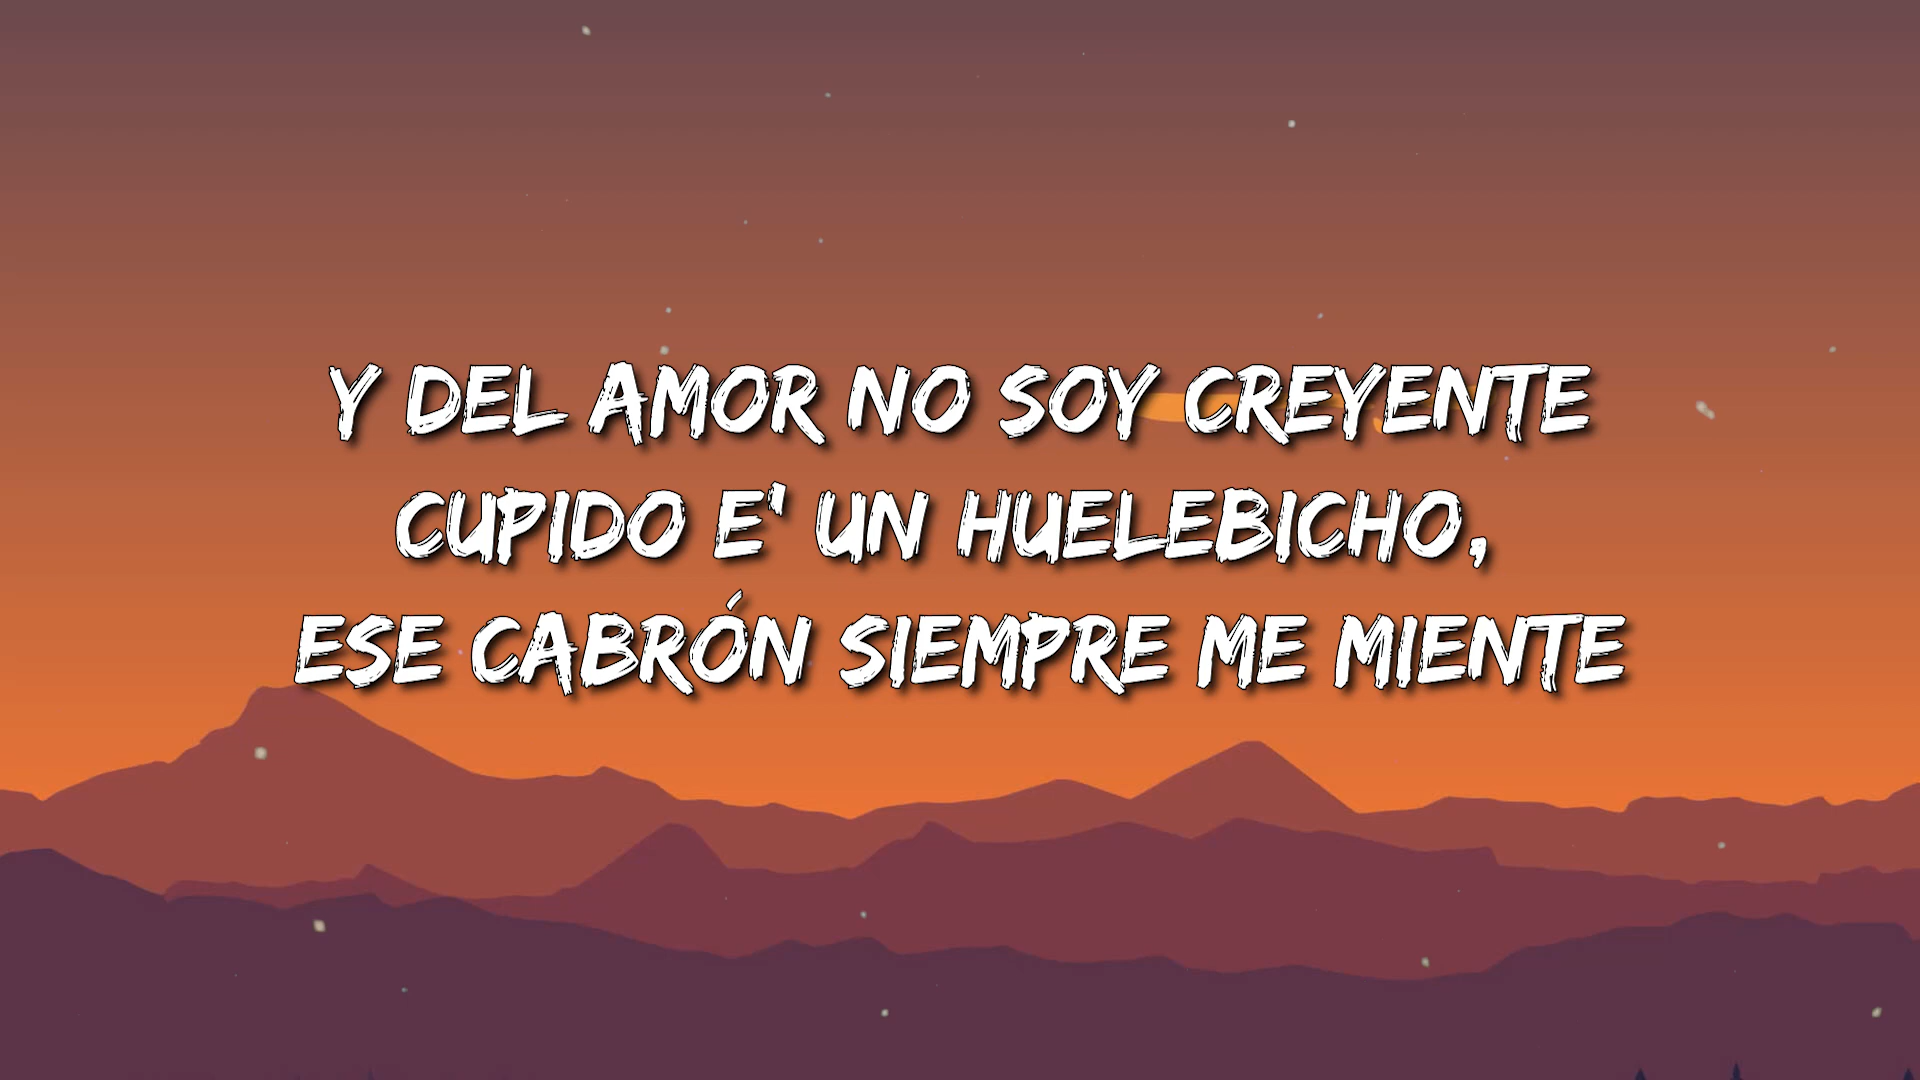 Y DEL AMOR NO SOY CREYENTE
CUPIDO E' UN HUELEBICHO,
ESE CABRÓN SIEMPRE ME MIENTE